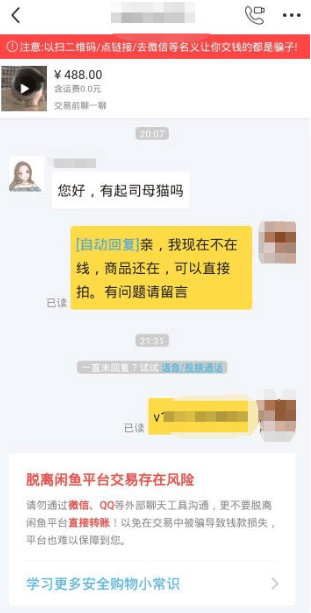 ①注意:以扫二维码/点链接/去微信等名义让你交钱的都是骗子!
¥488.00
含运费0.0元
交易前聊一聊
20:07
您好，有起司母猫吗
[自动回复]亲，我现在不在
线，商品还在，可以直接
拍。有问题请留言
已读
21:31
一直未回复？试试 语音/视频通话
已读
脱离闲鱼平台交易存在风险
请勿通过微信、QQ等外部聊天工具沟通，更不要脱离
闲鱼平台直接转账！以免在交易中被骗导致钱款损失，
平台也难以保障到您。
学习更多安全购物小常识